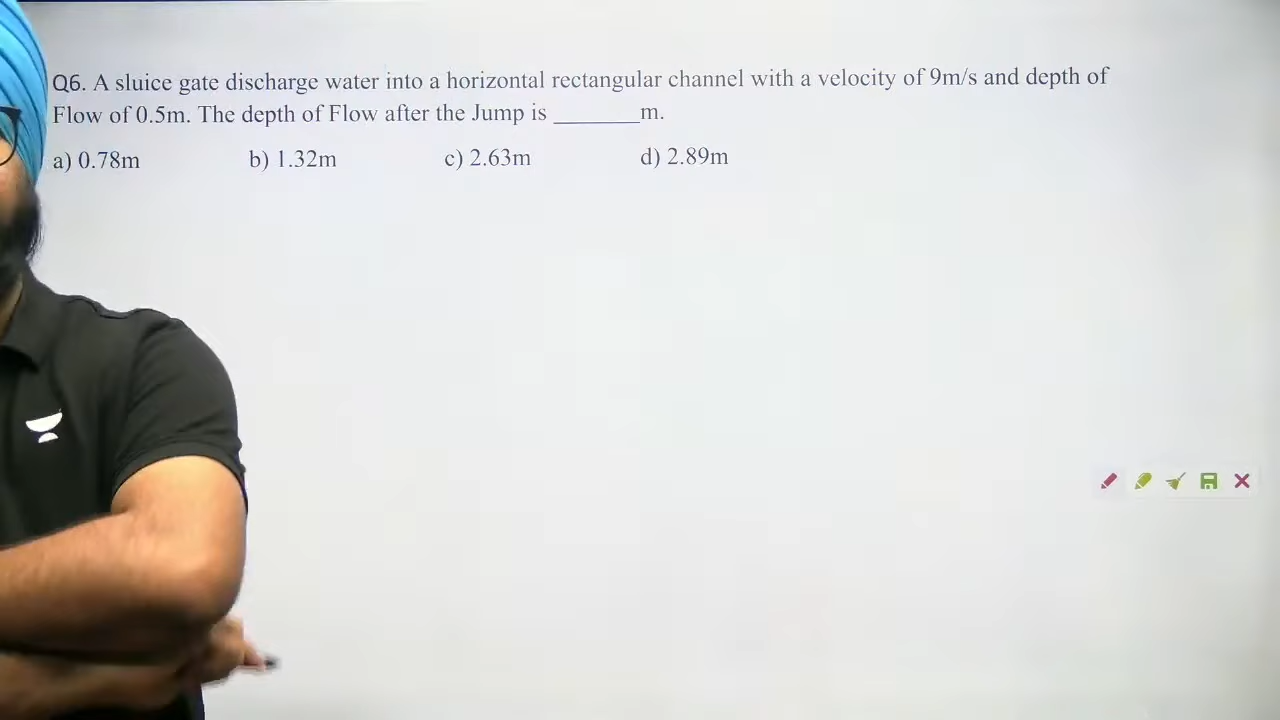 Q6. A sluice gate discharge water into a horizontal rectangular channel with a velocity of 9m/s and depth of
Flow of 0.5m. The depth of Flow after the Jump is ________m.
a) 0.78m b) 1.32m c) 2.63m d) 2.89m